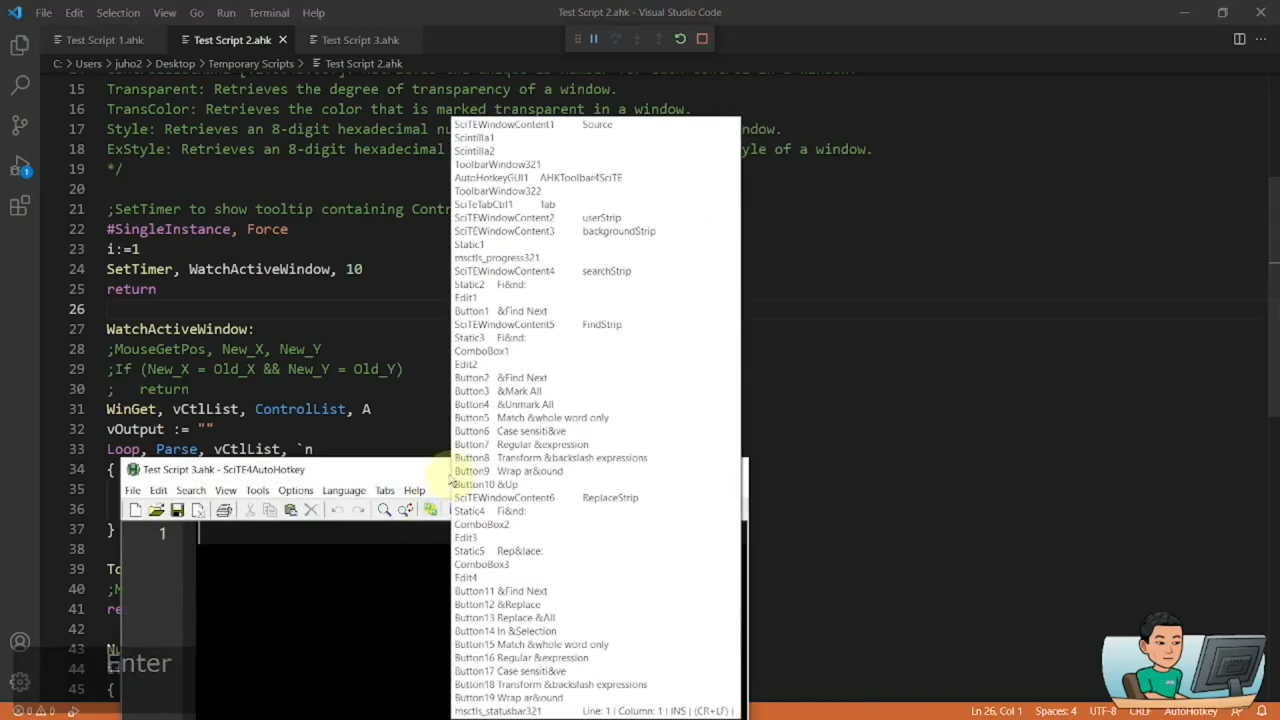 File Edit Selection View Go Run Terminal Help
Test Script 2.ahk - Visual Studio Code
Test Script 1.ahk
Test Script 2.ahk
Test Script 3.ahk
C: > Users > juho2 > Desktop > Temporary Scripts > Test Script 2.ahk
15 Transparent: Retrieves the degree of transparency of a window.
16 TransColor: Retrieves the color that is marked transparent in a window.
17 Style: Retrieves an 8-digit hexadecimal nu
ndow.
18 ExStyle: Retrieves an 8-digit hexadecimal
yle of a window.
19 */
20
21 ;SetTimer to show tooltip containing Contr
22 #SingleInstance, Force
23 i:=1
24 SetTimer, WatchActiveWindow, 10
25 return
26
27 WatchActiveWindow:
28 ;MouseGetPos, New_X, New_Y
29 ;If (New_X = Old_X && New_Y = Old_Y)
30 ; return
31 WinGet, vCtlList, ControlList, A
32 vOutput := ""
33 Loop, Parse, vCtlList, `n
34 {
35
36
37 }
38
39 To
40 ;M
41 re
42
43 N
44
45 {
SciTEWindowContent1 Source
Scintilla1
Scintilla2
ToolbarWindow321
AutoHotkeyGUI1 AHKToolbar4SciTE
ToolbarWindow322
SciTeTabCtrl1 Tab
SciTEWindowContent2 userStrip
SciTEWindowContent3 backgroundStrip
Static1
msctls_progress321
SciTEWindowContent4 searchStrip
Static2 Fi&nd:
Edit1
Button1 &Find Next
SciTEWindowContent5 FindStrip
Static3 Fi&nd:
ComboBox1
Edit2
Button2 &Find Next
Button3 &Mark All
Button4 &Unmark All
Button5 Match &whole word only
Button6 Case sensiti&ve
Button7 Regular &expression
Button8 Transform &backslash expressions
Button9 Wrap ar&ound
Button10 &Up
SciTEWindowContent6 ReplaceStrip
Static4 Fi&nd:
ComboBox2
Edit3
Static5 Rep&lace:
ComboBox3
Edit4
Button11 &Find Next
Button12 &Replace
Button13 Replace &All
Button14 In &Selection
Button15 Match &whole word only
Button16 Regular &expression
Button17 Case sensiti&ve
Button18 Transform &backslash expressions
Button19 Wrap ar&ound
msctls_statusbar321 Line: 1 | Column: 1 | INS | (CR+LF) |
Test Script 3.ahk - SciTE4AutoHotkey
File Edit Search View Tools Options Language Tabs Help
1
Enter
1
0 0
Ln 26, Col 1 Spaces: 4 UTF-8 CRLF AutoHotkey